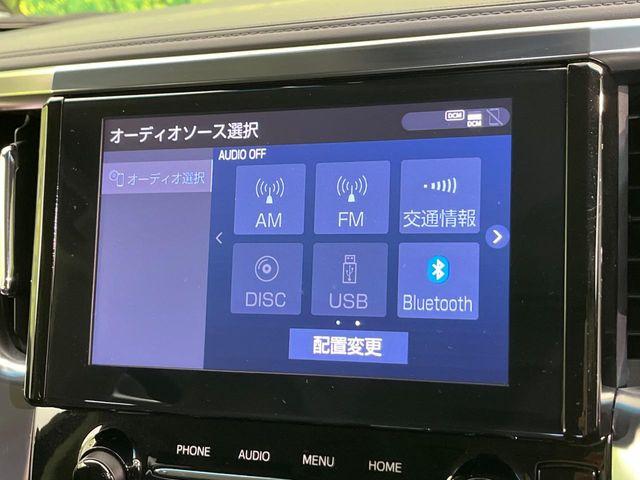 オーディオソース選択
DCM
DCM
AUDIO OFF
オーディオ選択
AM
FM
交通情報
DISC
USB
Bluetooth
配置変更
PHONE
AUDIO
MENU
HOME